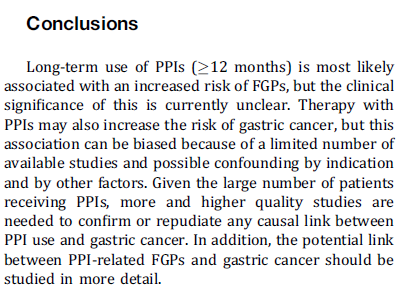 Conclusions
Long-term use of PPIs (≥12 months) is most likely
associated with an increased risk of FGPs, but the clinical
significance of this is currently unclear. Therapy with
PPIs may also increase the risk of gastric cancer, but this
association can be biased because of a limited number of
available studies and possible confounding by indication
and by other factors. Given the large number of patients
receiving PPIs, more and higher quality studies are
needed to confirm or repudiate any causal link between
PPI use and gastric cancer. In addition, the potential link
between PPI-related FGPs and gastric cancer should be
studied in more detail.